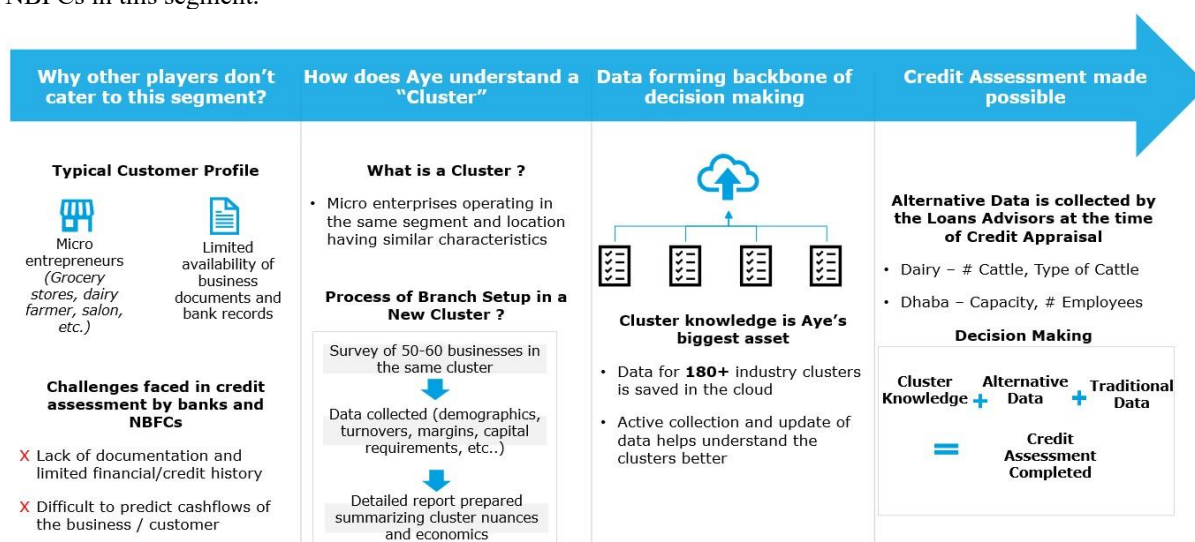 NBFCs in this segment.
Why other players don't
cater to this segment?
How does Aye understand a
"Cluster"
Data forming backbone of
decision making
Credit Assessment made
possible
Typical Customer Profile
Micro
entrepreneurs
(Grocery
stores, dairy
farmer, salon,
etc.)
Limited
availability of
business
documents and
bank records
Challenges faced in credit
assessment by banks and
NBFCs
X Lack of documentation and
limited financial/credit history
X Difficult to predict cashflows of
the business / customer
What is a Cluster ?
• Micro enterprises operating in
the same segment and location
having similar characteristics
Process of Branch Setup in a
New Cluster ?
Survey of 50-60 businesses in
the same cluster
Data collected (demographics,
turnovers, margins, capital
requirements, etc..)
Detailed report prepared
summarizing cluster nuances
and economics
Cluster knowledge is Aye's
biggest asset
• Data for 180+ industry clusters
is saved in the cloud
• Active collection and update of
data helps understand the
clusters better
Alternative Data is collected by
the Loans Advisors at the time
of Credit Appraisal
• Dairy – # Cattle, Type of Cattle
• Dhaba – Capacity, # Employees
Decision Making
Cluster
Knowledge
+
Alternative
Data
+
Traditional
Data
=
Credit
Assessment
Completed